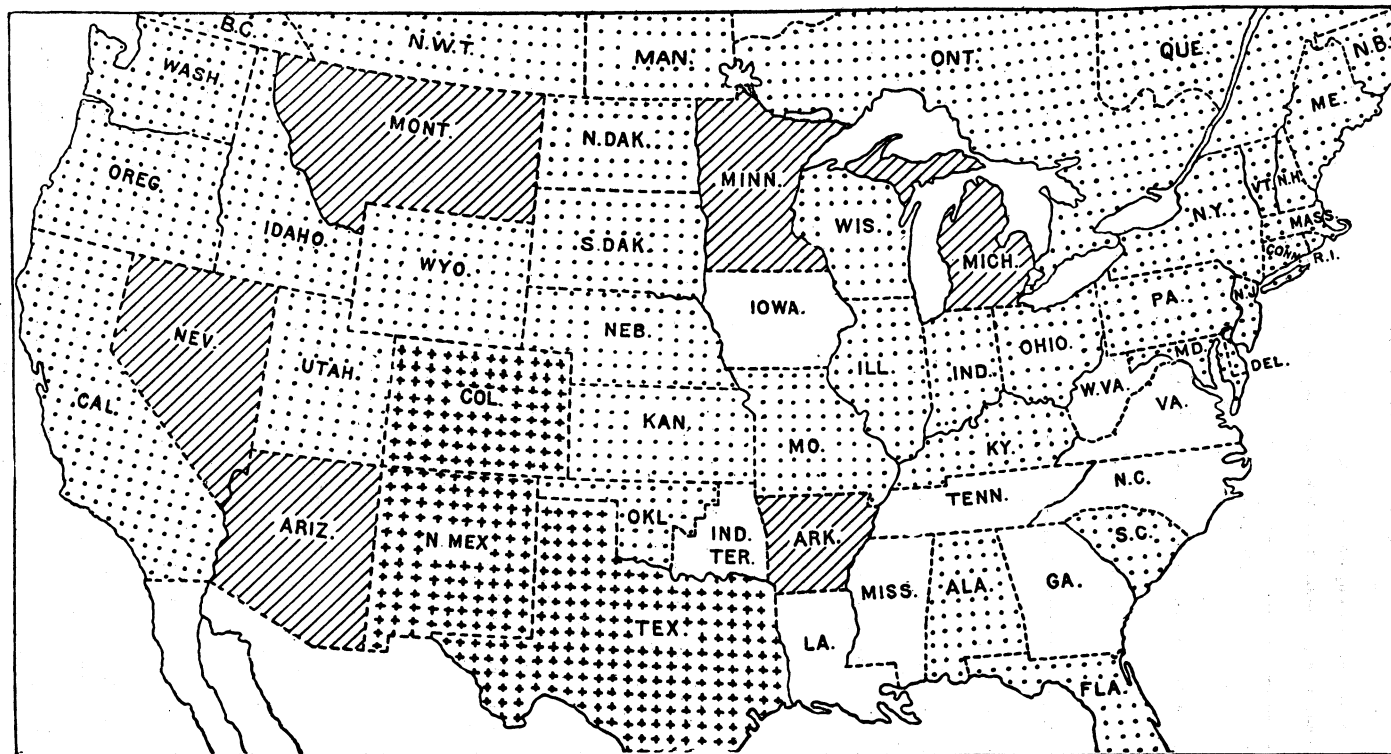 B.C.
N.W.T.
MAN.
ONT.
QUE.
N.B.
WASH.
MONT.
N.DAK.
MINN.
ME.
OREG.
IDAHO.
WYO.
S.DAK.
WIS.
MICH.
N.Y.
VT.
N.H.
MASS.
CONN.
R.I.
NEV.
UTAH.
NEB.
IOWA.
ILL.
IND.
OHIO.
PA.
N.J.
MD.
DEL.
CAL.
COL.
KAN.
MO.
KY.
W.VA.
VA.
ARIZ.
N.MEX.
OKL.
IND.
TER.
ARK.
TENN.
N.C.
S.C.
TEX.
LA.
MISS.
ALA.
GA.
FLA.